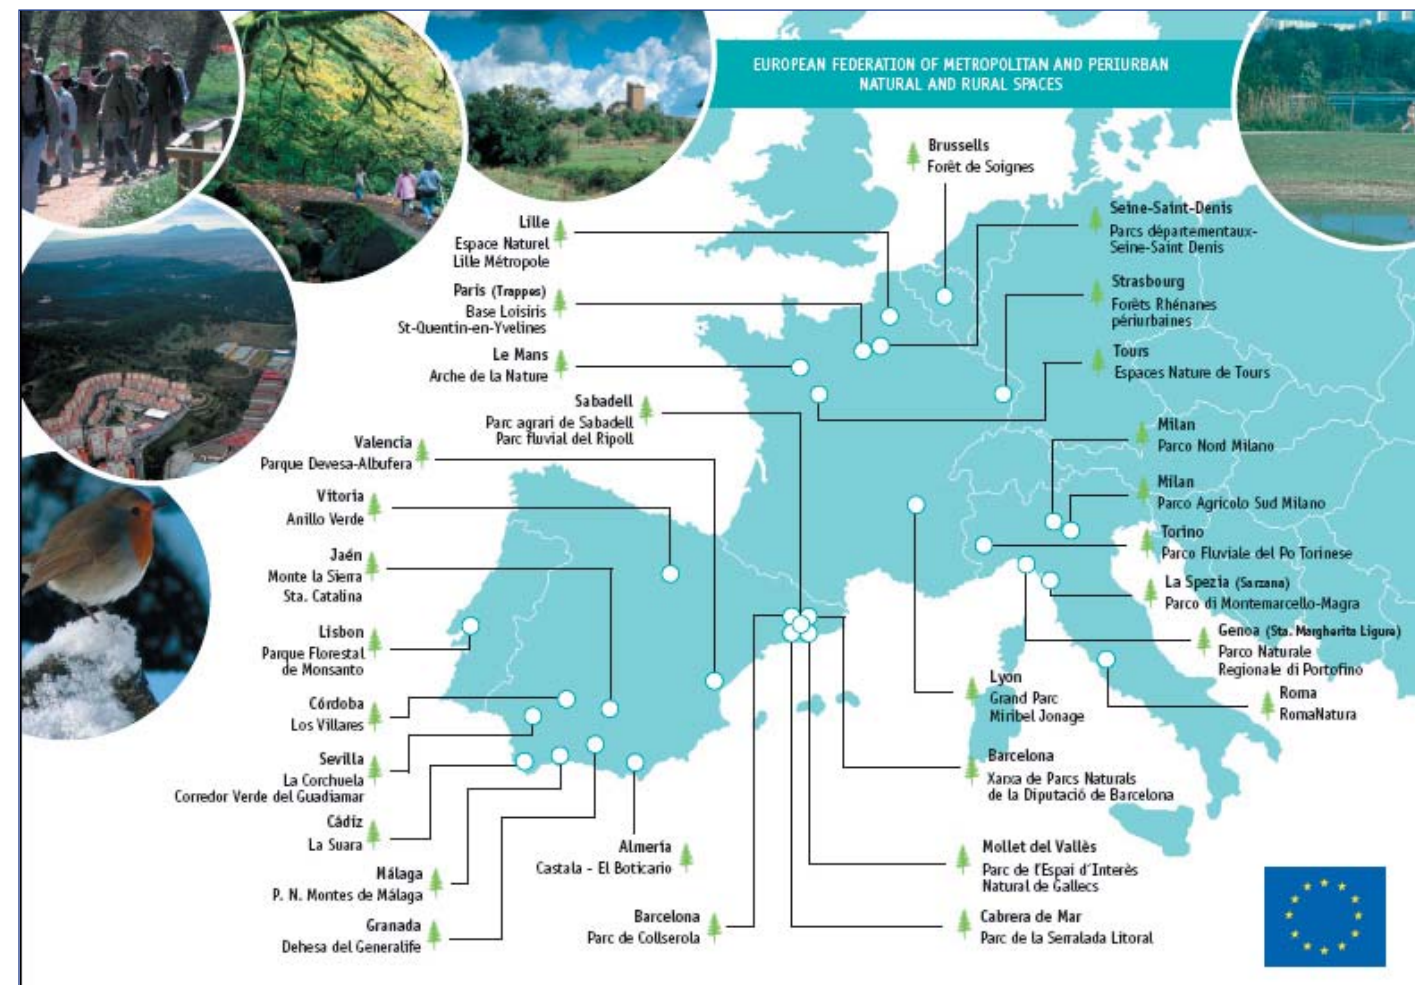 EUROPEAN FEDERATION OF METROPOLITAN AND PERIURBAN
NATURAL AND RURAL SPACES
Brussells
Forêt de Soignes
Lille
Espace Naturel
Lille Métropole
Seine-Saint-Denis
Parcs départementaux-
Seine-Saint Denis
Paris (Trappes)
Base Loisiris
St-Quentin-en-Yvelines
Strasbourg
Forêts Rhénanes
périurbaines
Le Mans
Arche de la Nature
Tours
Espaces Nature de Tours
Sabadell
Parc agrari de Sabadell
Parc fluvial del Ripoll
Milan
Parco Nord Milano
Valencia
Parque Devesa-Albufera
Milan
Parco Agricolo Sud Milano
Vitoria
Anillo Verde
Torino
Parco Fluviale del Po Torinese
Jaén
Monte la Sierra
Sta. Catalina
La Spezia (Sarzana)
Parco di Montemarcello-Magra
Lisbon
Parque Florestal
de Monsanto
Genoa (Sta. Margherita Ligure)
Parco Naturale
Regionale di Portofino
Lyon
Grand Parc
Miribel Jonage
Roma
RomaNatura
Córdoba
Los Villares
Sevilla
La Corchuela
Corredor Verde del Guadiamar
Barcelona
Xarxa de Parcs Naturals
de la Diputació de Barcelona
Cádiz
La Suara
Almería
Castala - El Boticario
Mollet del Vallès
Parc de l'Espai d'Interès
Natural de Gallecs
Málaga
P. N. Montes de Málaga
Granada
Dehesa del Generalife
Barcelona
Parc de Collserola
Cabrera de Mar
Parc de la Serralada Litoral